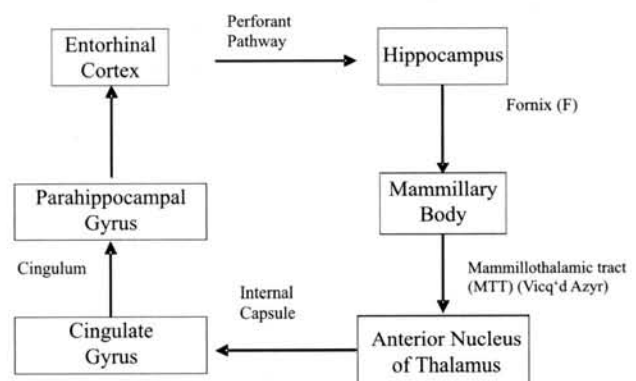 Perforant
Pathway
Entorhinal
Cortex
Hippocampus
Fornix (F)
Parahippocampal
Gyrus
Mammillary
Body
Cingulum
Mammillothalamic tract
(MTT) (Vicq‘d Azyr)
Internal
Capsule
Cingulate
Gyrus
Anterior Nucleus
of Thalamus